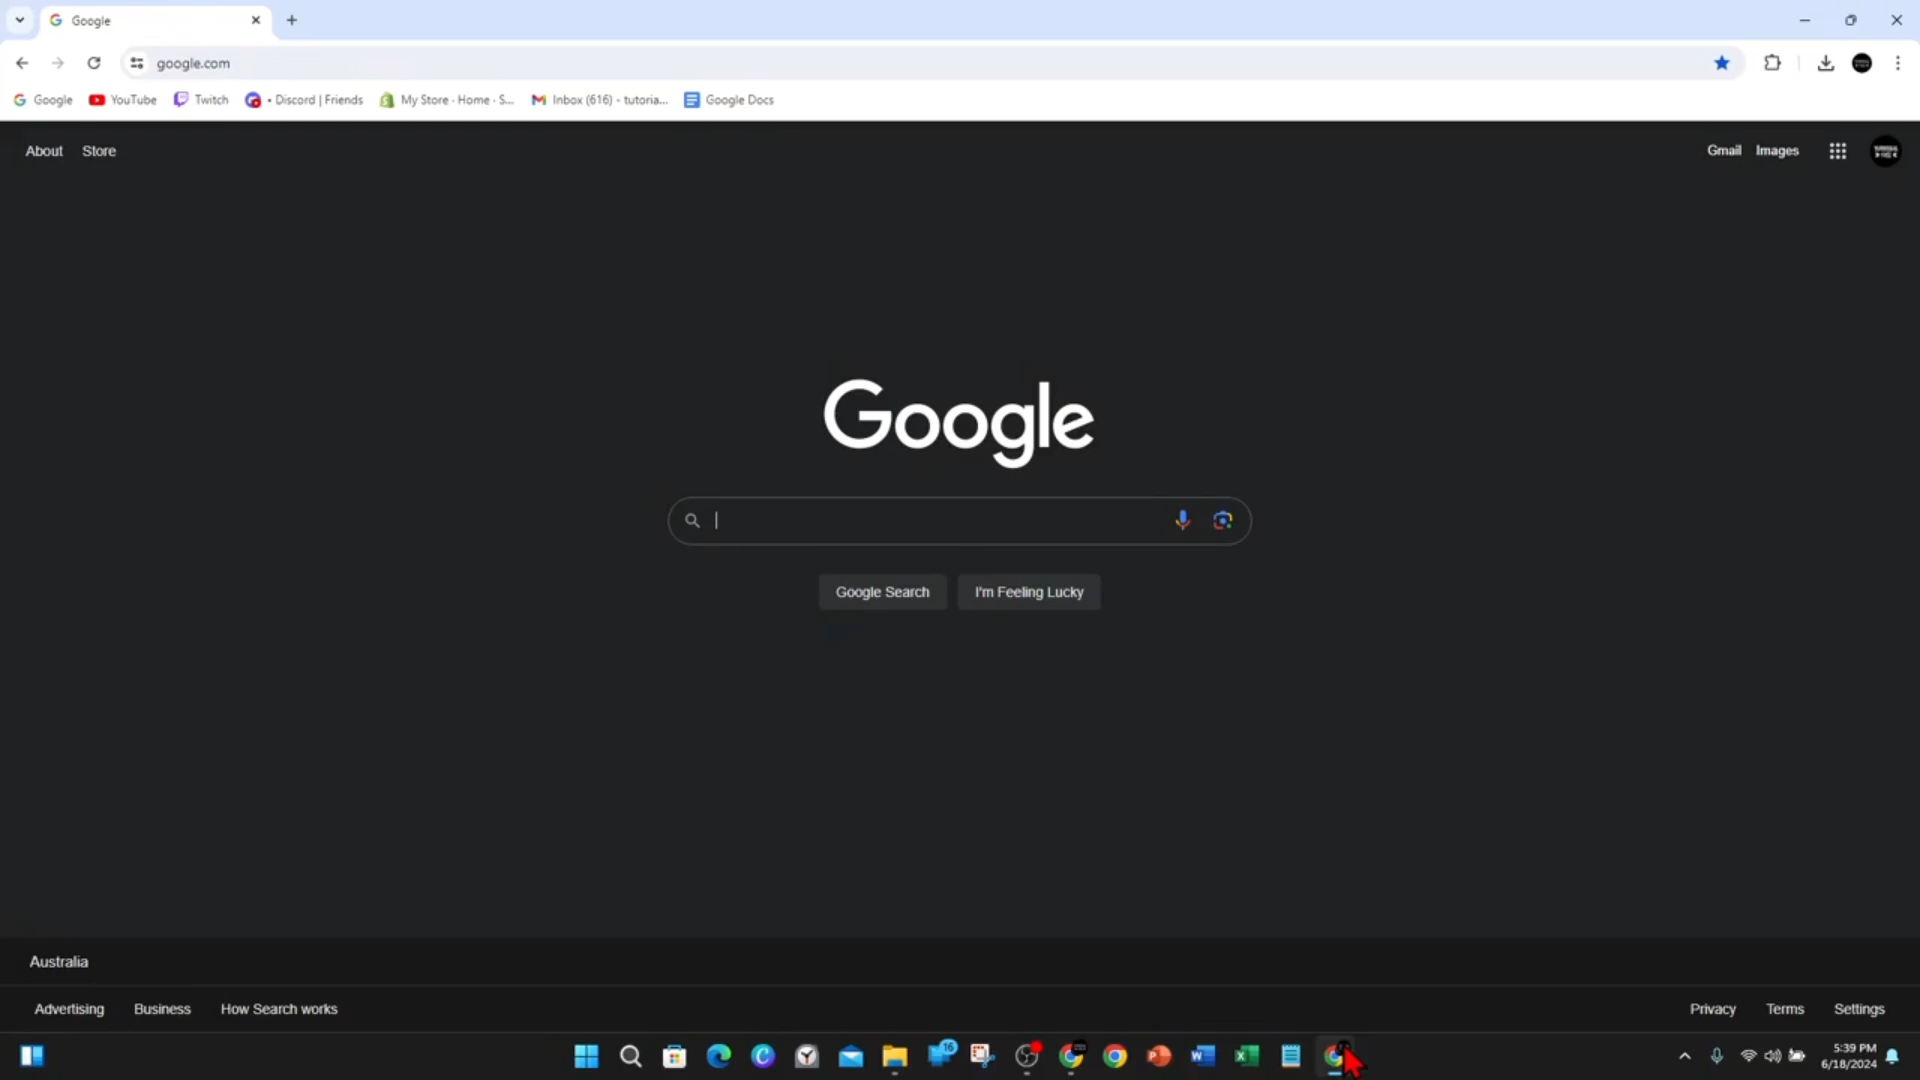 Google
google.com
Google YouTube Twitch • Discord | Friends My Store · Home · S... Inbox (616) - tutoria... Google Docs
About Store
Gmail Images
Google
Google Search I'm Feeling Lucky
Australia
Advertising Business How Search works
Privacy Terms Settings
16
5:39 PM
6/18/2024